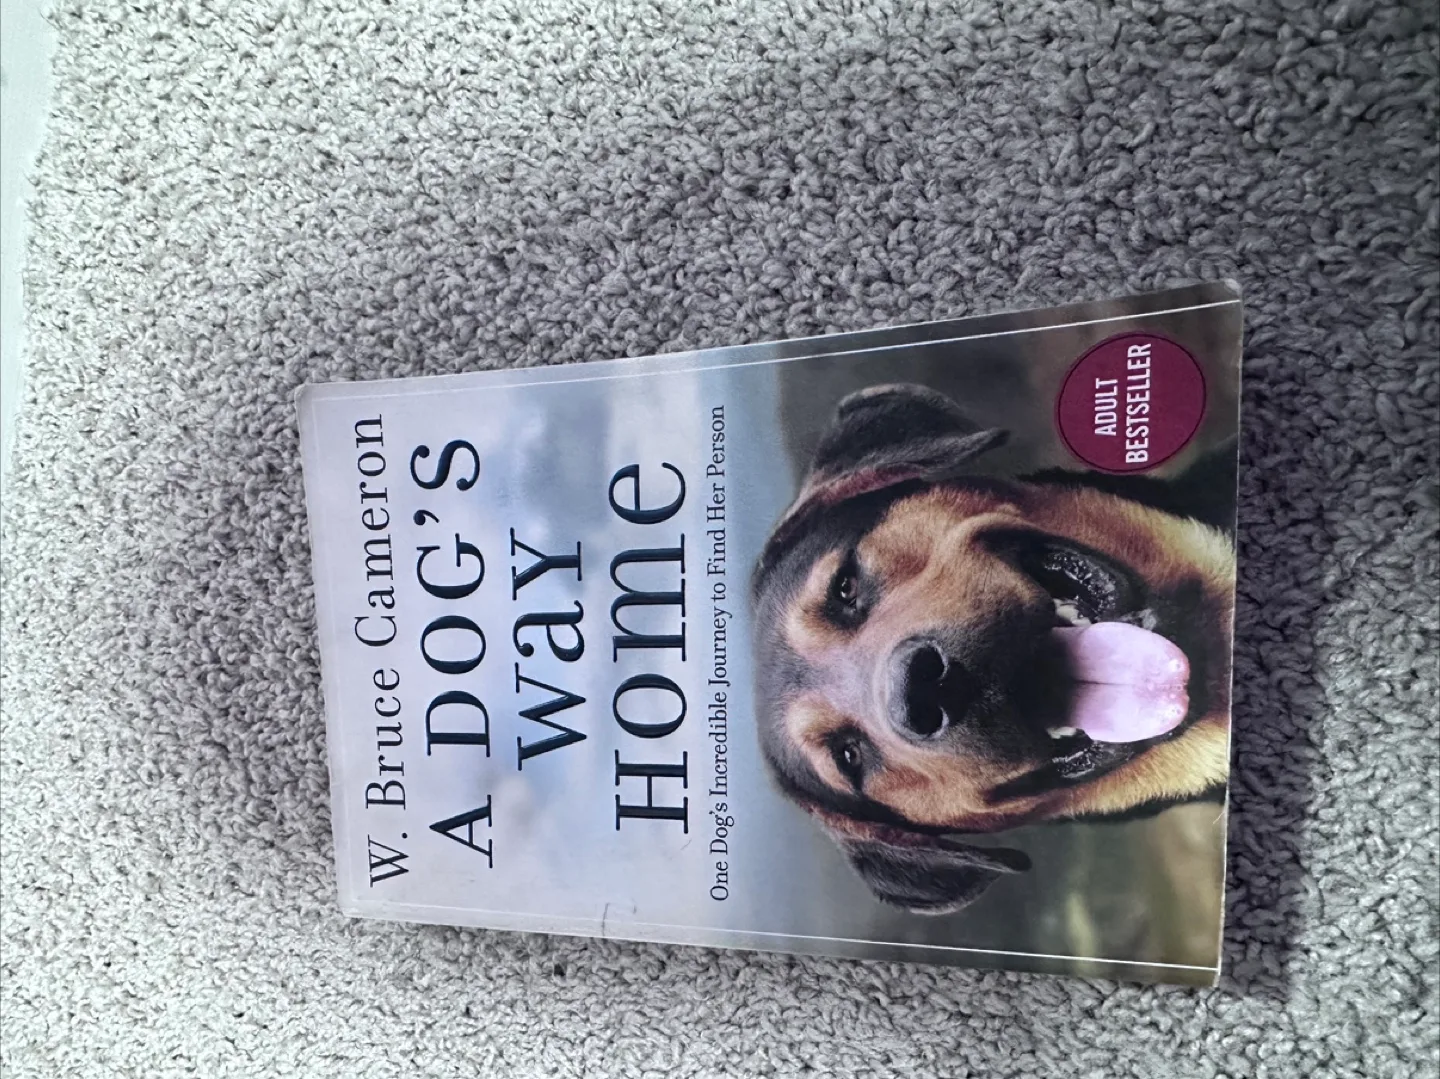 W. Bruce Cameron
A DOG'S
WaY
Home
One Dog's Incredible Journey to Find Her Person
ADULT
BESTSELLER